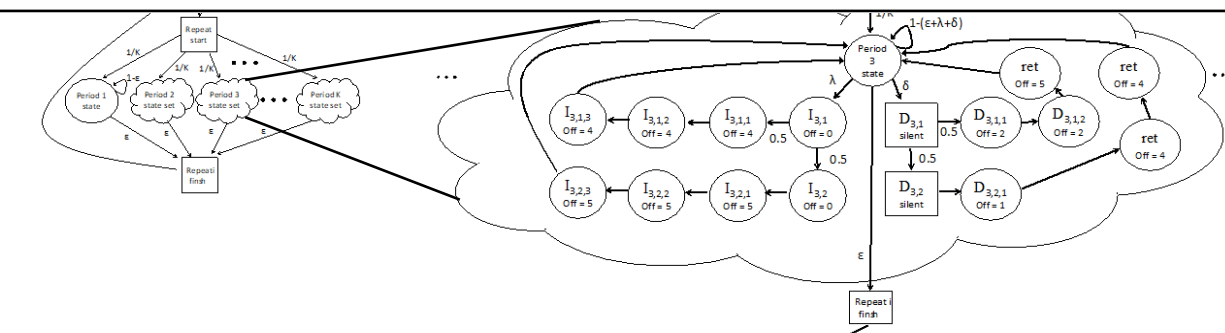 Repeat
start
1/K
1/K
1/K
1/K
...
Period 1
state
1-ε
Period 2
state set
Period 3
state set
...
Period K
state set
ε
ε
ε
ε
Repeat i
finsh
...
1/K
1-(ε+λ+δ)
Period
3
state
λ
δ
ret
Off = 5
ret
Off = 4
...
I3,1,3
Off = 4
I3,1,2
Off = 4
I3,1,1
Off = 4
0.5
I3,1
Off = 0
D3,1
silent
0.5
D3,1,1
Off = 2
D3,1,2
Off = 2
ret
Off = 4
0.5
0.5
I3,2,3
Off = 5
I3,2,2
Off = 5
I3,2,1
Off = 5
I3,2
Off = 0
D3,2
silent
D3,2,1
Off = 1
ε
Repeat i
finsh